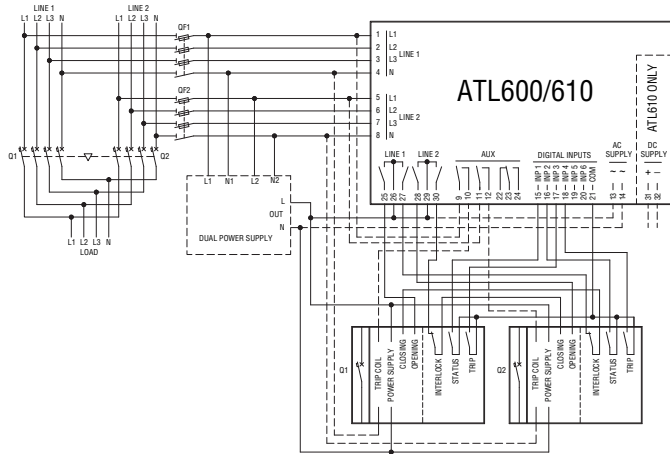 LINE 1 LINE 2
L1 L2 L3 N L1 L2 L3 N
QF1
1 L1
2 L2
3 L3
4 N
LINE 1
QF2
5 L1
6 L2
7 L3
8 N
LINE 2
ATL600/610
ATL610 ONLY
Q1 Q2
L1 L2 L3 N
LOAD
LINE 1 LINE 2 AUX DIGITAL INPUTS AC SUPPLY DC SUPPLY
~ ~ + −
INP 1 INP 2 INP 3 INP 4 INP 5 INP 6 COM
25 26 27 28 29 30 9 10 11 12 22 23 24 15 16 17 18 19 20 21 13 14 31 32
L1 N1 L2 N2
L
OUT
N
DUAL POWER SUPPLY
Q1 TRIP COIL POWER SUPPLY CLOSING OPENING INTERLOCK STATUS TRIP
Q2 TRIP COIL POWER SUPPLY CLOSING OPENING INTERLOCK STATUS TRIP